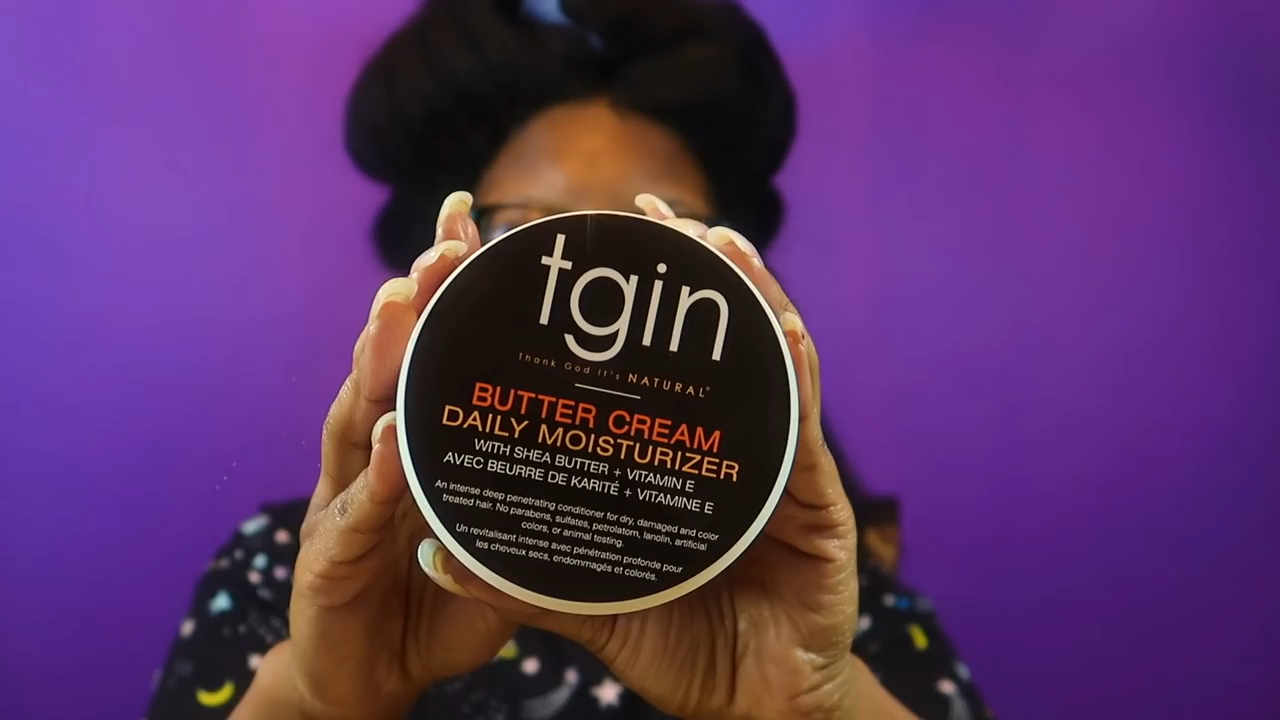 tgin
Thank God It's NATURAL®
BUTTER CREAM
DAILY MOISTURIZER
WITH SHEA BUTTER + VITAMIN E
AVEC BEURRE DE KARITÉ + VITAMINE E
An intense deep penetrating conditioner for dry, damaged and color
treated hair. No parabens, sulfates, petrolatom, lanolin, artificial
colors, or animal testing.
Un revitalisant intense avec pénétration profonde pour
les cheveux secs, endommagés et colorés.